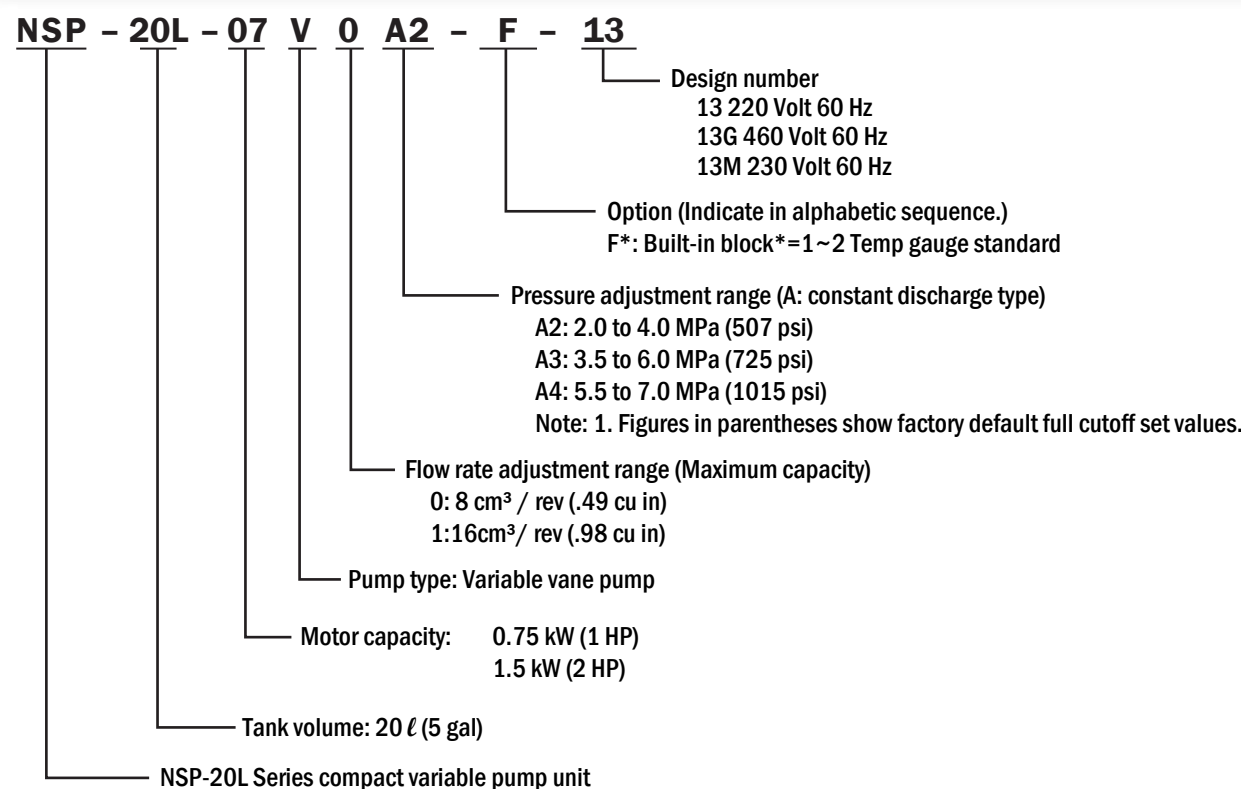 NSP – 20L – 07 V 0 A2 – F – 13
Design number
13 220 Volt 60 Hz
13G 460 Volt 60 Hz
13M 230 Volt 60 Hz
Option (Indicate in alphabetic sequence.)
F*: Built-in block*=1~2 Temp gauge standard
Pressure adjustment range (A: constant discharge type)
A2: 2.0 to 4.0 MPa (507 psi)
A3: 3.5 to 6.0 MPa (725 psi)
A4: 5.5 to 7.0 MPa (1015 psi)
Note: 1. Figures in parentheses show factory default full cutoff set values.
Flow rate adjustment range (Maximum capacity)
0: 8 cm³ / rev (.49 cu in)
1:16cm³/ rev (.98 cu in)
Pump type: Variable vane pump
Motor capacity: 0.75 kW (1 HP)
1.5 kW (2 HP)
Tank volume: 20 ℓ (5 gal)
NSP-20L Series compact variable pump unit